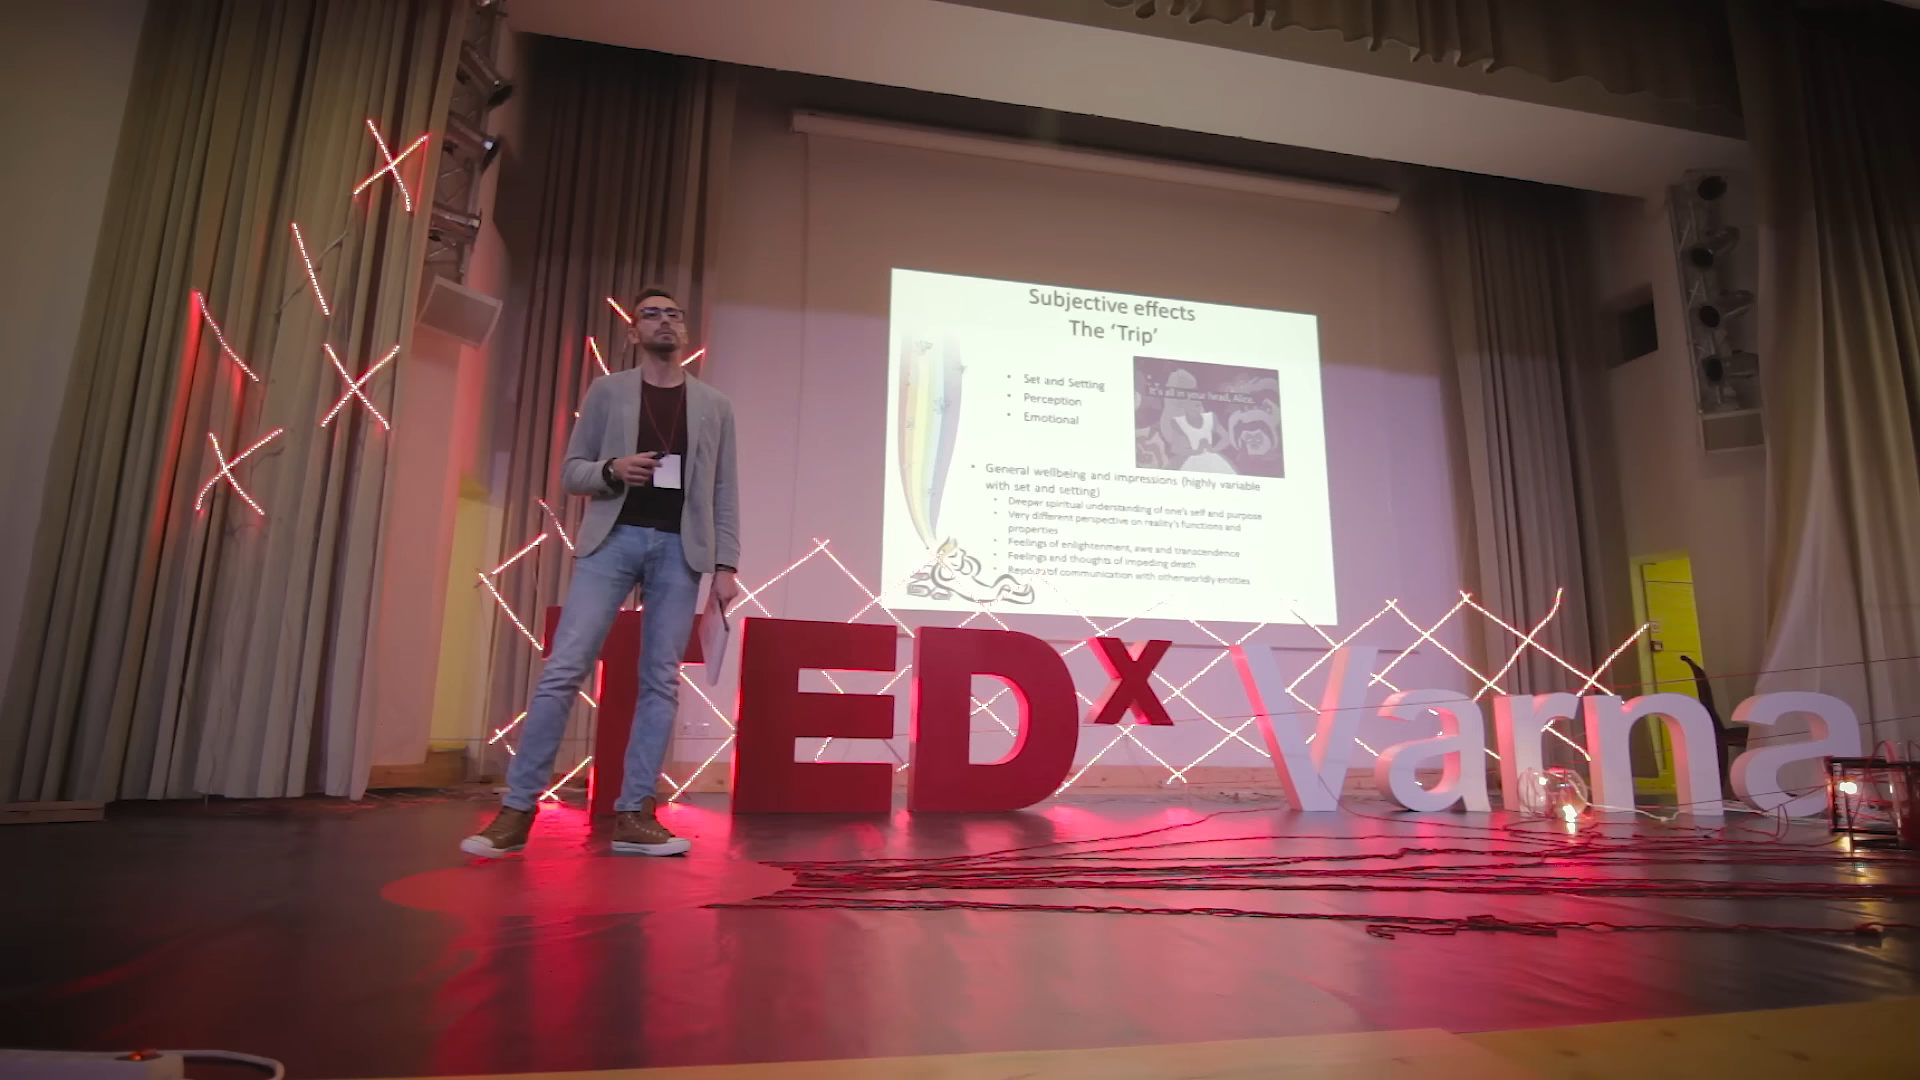 Subjective effects
The ‘Trip’
• Set and Setting
• Perception
• Emotional
It's all in your head, Alice.
• General wellbeing and impressions (highly variable
with set and setting)
• Deeper spiritual understanding of one's self and purpose
• Very different perspective on reality's functions and
properties
• Feelings of enlightenment, awe and transcendence
• Feelings and thoughts of impeding death
• Reports of communication with otherworldly entities
TEDx Varna